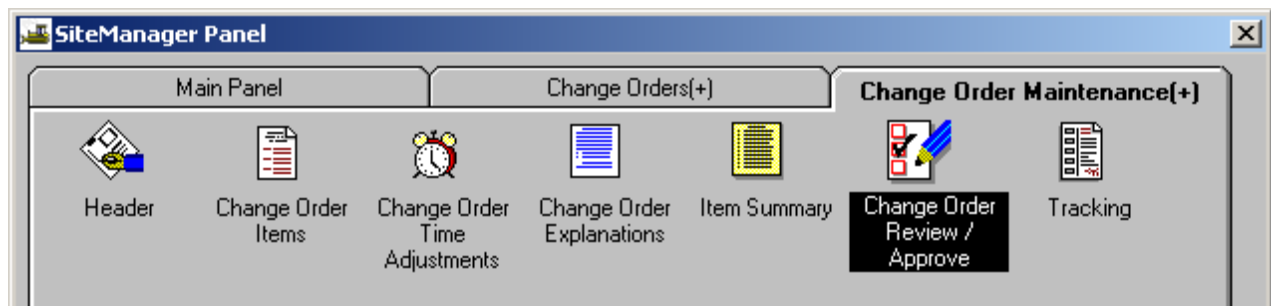 SiteManager Panel
Main Panel
Change Orders(+)
Change Order Maintenance(+)
Header
Change Order
Items
Change Order
Time
Adjustments
Change Order
Explanations
Item Summary
Change Order
Review /
Approve
Tracking